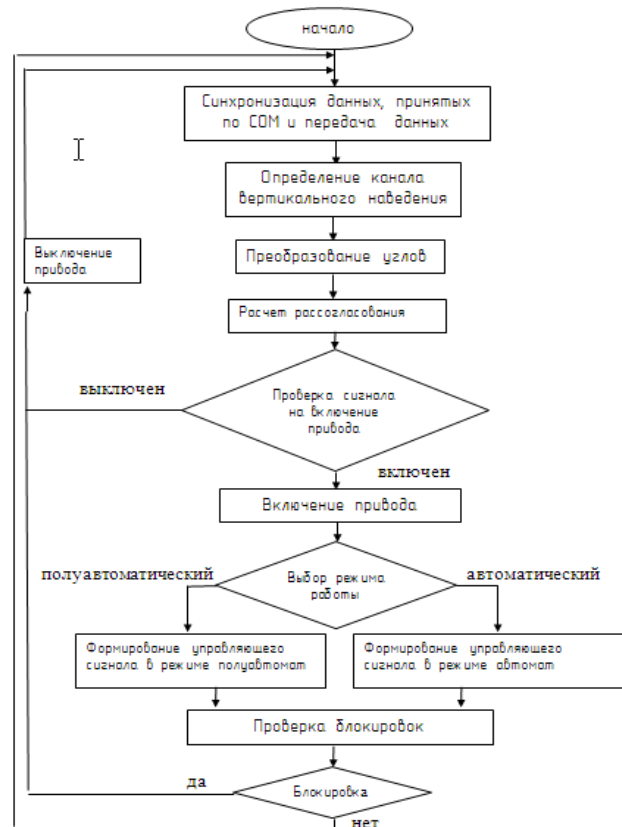 начало
Синхронизация данных, принятых
по COM и передача данных
Определение канала
вертикального наведения
Выключение
привода
Преобразование углов
Расчет рассогласования
выключен
Проверка сигнала
на включение
привода
включен
Включение привода
полуавтоматический
Выбор режима
работы
автоматический
Формирование управляющего
сигнала в режиме полуавтомат
Формирование управляющего
сигнала в режиме автомат
Проверка блокировок
да
Блокировка
нет